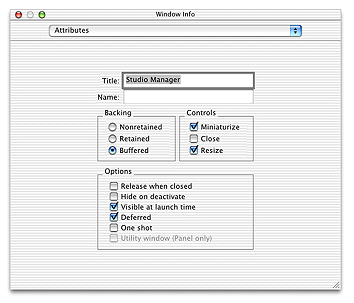 Window Info
Attributes
Title: Studio Manager
Name:
Backing
Controls
Nonretained
Miniaturize
Retained
Close
Buffered
Resize
Options
Release when closed
Hide on deactivate
Visible at launch time
Deferred
One shot
Utility window (Panel only)